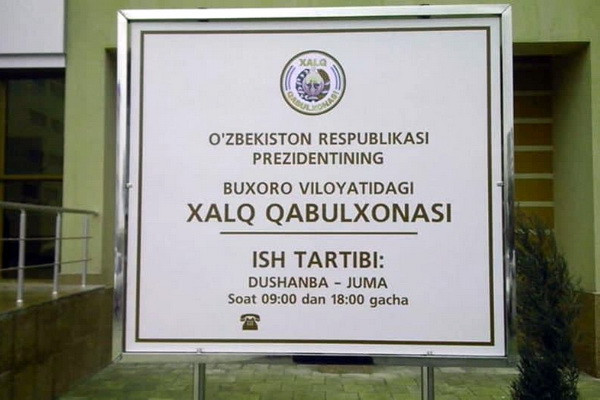 XALQ
QABULXONASI
O'ZBEKISTON RESPUBLIKASI
PREZIDENTINING
BUXORO VILOYATIDAGI
XALQ QABULXONASI
ISH TARTIBI:
DUSHANBA – JUMA
Soat 09:00 dan 18:00 gacha